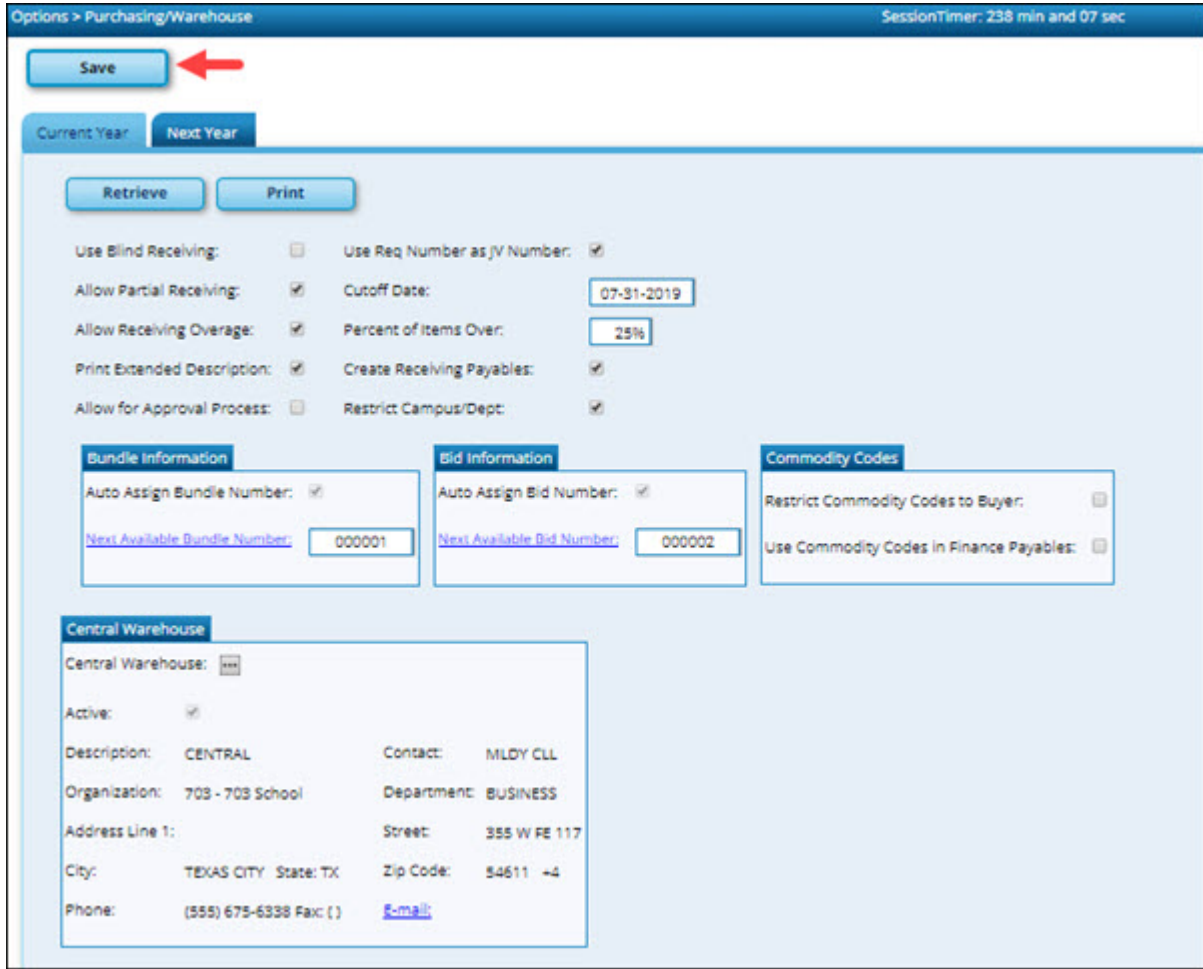 Options > Purchasing/Warehouse SessionTimer: 238 min and 07 sec
Save
Current Year Next Year
Retrieve Print
Use Blind Receiving: Use Req Number as JV Number:
Allow Partial Receiving: Cutoff Date: 07-31-2019
Allow Receiving Overage: Percent of Items Over: 25%
Print Extended Description: Create Receiving Payables:
Allow for Approval Process: Restrict Campus/Dept:
Bundle Information Bid Information Commodity Codes
Auto Assign Bundle Number: Auto Assign Bid Number: Restrict Commodity Codes to Buyer:
Next Available Bundle Number: 000001 Next Available Bid Number: 000002 Use Commodity Codes in Finance Payables:
Central Warehouse
Central Warehouse: ...
Active:
Description: CENTRAL Contact: MLDY CLL
Organization: 703 - 703 School Department: BUSINESS
Address Line 1: Street: 355 W FE 117
City: TEXAS CITY State: TX Zip Code: 54611 +4
Phone: (555) 675-6338 Fax: ( ) E-mail: